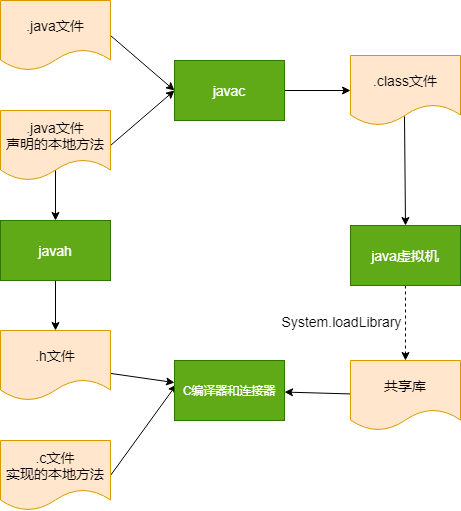 .java文件
javac
.class文件
.java文件
声明的本地方法
javah
java虚拟机
System.loadLibrary
.h文件
C编译器和连接器
共享库
.c文件
实现的本地方法